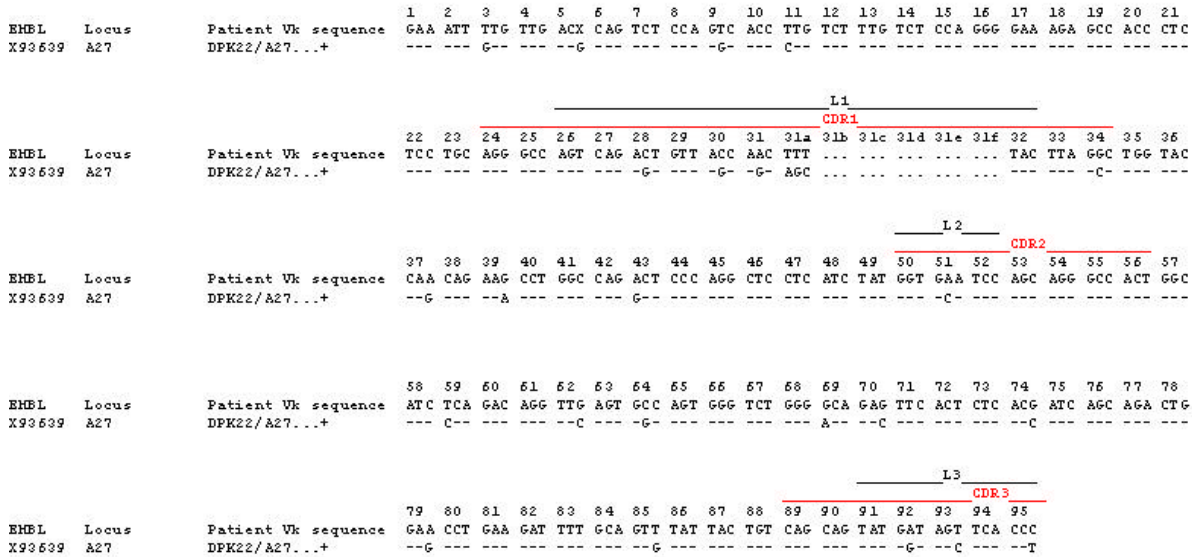 1 2 3 4 5 6 7 8 9 10 11 12 13 14 15 16 17 18 19 20 21
EMBL Locus Patient Vk sequence GAA ATT TTG TTG ACX CAG TCT CCA GTC ACC TTG TCT TTG TCT CCA GGG GAA AGA GCC ACC CTC
X93639 A27 DPK22/A27...+ --- --- G-- --- --G --- --- --- -G- --- C-- --- --- --- --- --- --- --- --- --- ---
L1
CDR1
22 23 24 25 26 27 28 29 30 31 31a 31b 31c 31d 31e 31f 32 33 34 35 36
EMBL Locus Patient Vk sequence TCC TGC AGG GCC AGT CAG ACT GTT ACC AAC TTT ... ... ... ... ... TAC TTA GGC TGG TAC
X93639 A27 DPK22/A27...+ --- --- --- --- --- --- -G- --- -G- -G- AGC ... ... ... ... ... --- --- -C- --- ---
L2
CDR2
37 38 39 40 41 42 43 44 45 46 47 48 49 50 51 52 53 54 55 56 57
EMBL Locus Patient Vk sequence CAA CAG AAG CCT GGC CAG ACT CCC AGG CTC CTC ATC TAT GGT GAA TCC AGC AGG GCC ACT GGC
X93639 A27 DPK22/A27...+ --G --- --A --- --- --- G-- --- --- --- --- --- --- --- -C- --- --- --- --- --- ---
58 59 60 61 62 63 64 65 66 67 68 69 70 71 72 73 74 75 76 77 78
EMBL Locus Patient Vk sequence ATC TCA GAC AGG TTG AGT GCC AGT GGG TCT GGG GCA GAG TTC ACT CTC ACG ATC AGC AGA CTG
X93639 A27 DPK22/A27...+ --- C-- --- --- --C --- -G- --- --- --- --- A-- --C --- --- --- --C --- --- --- ---
L3
CDR3
79 80 81 82 83 84 85 86 87 88 89 90 91 92 93 94 95
EMBL Locus Patient Vk sequence GAA CCT GAA GAT TTT GCA GTT TAT TAC TGT CAG CAG TAT GAT AGT TCA CCC
X93639 A27 DPK22/A27...+ --G --- --- --- --- --- --G --- --- --- --- --- --- -G- --C --- --T